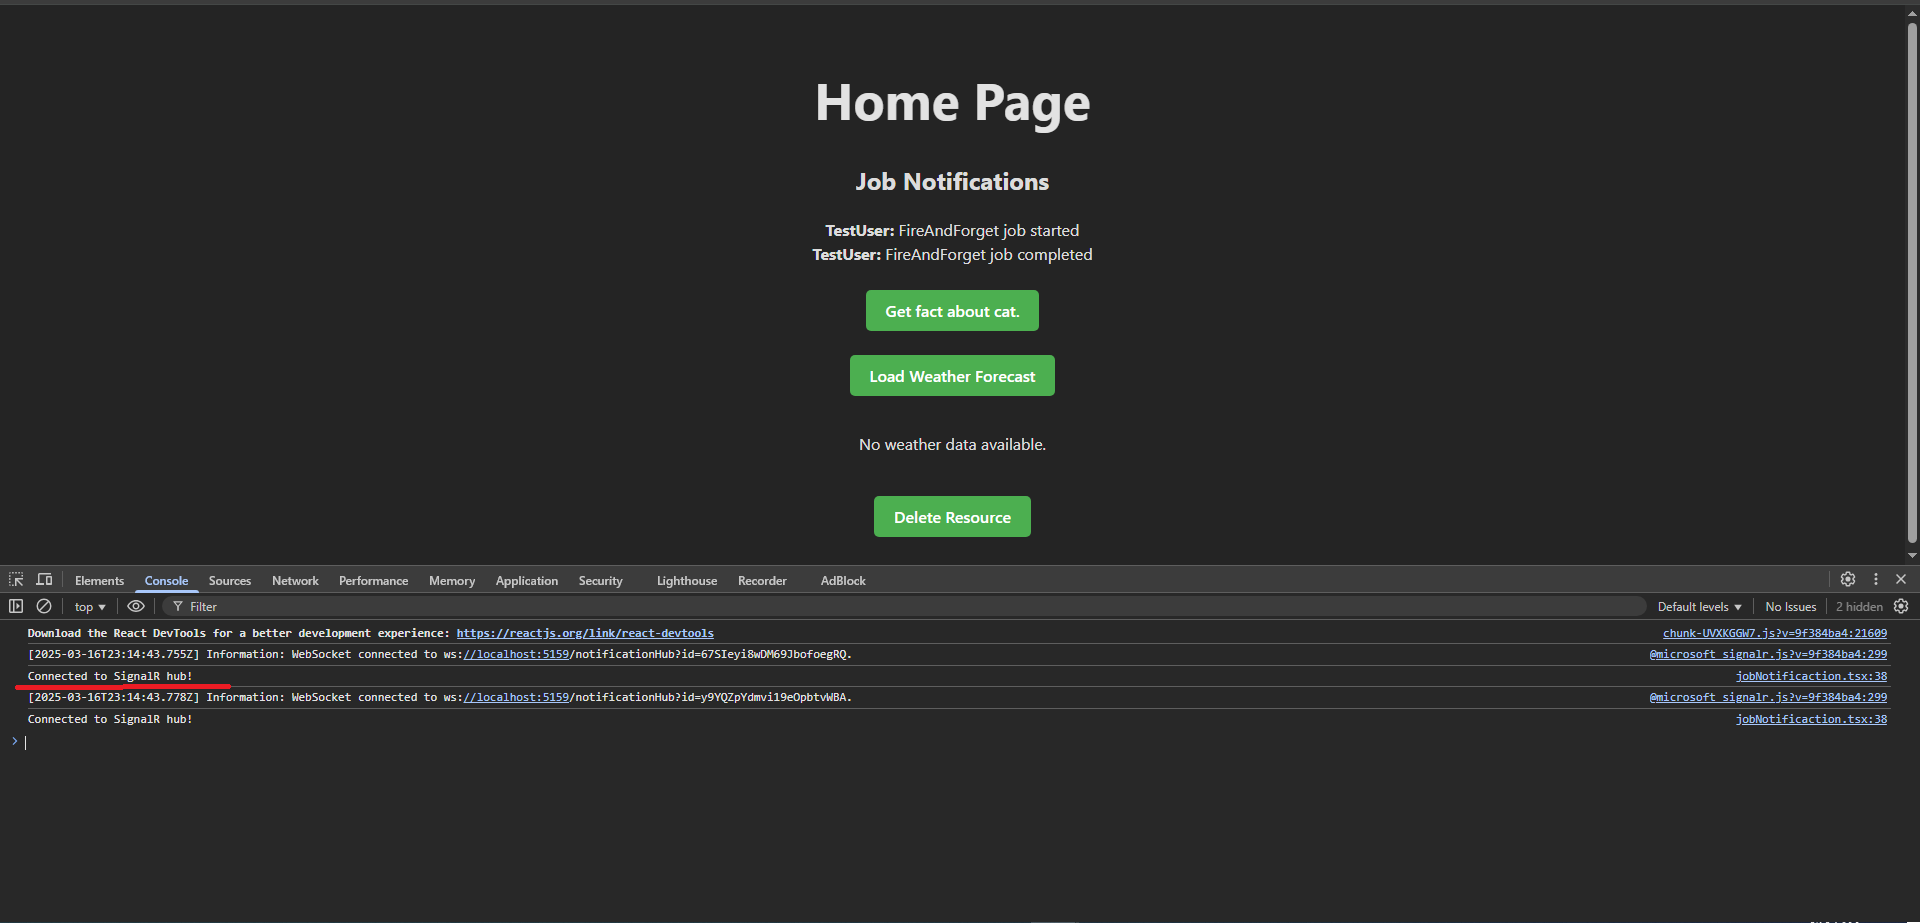 Home Page
Job Notifications
TestUser: FireAndForget job started
TestUser: FireAndForget job completed
Get fact about cat.
Load Weather Forecast
No weather data available.
Delete Resource
Elements Console Sources Network Performance Memory Application Security Lighthouse Recorder AdBlock
top Filter Default levels No Issues 2 hidden
Download the React DevTools for a better development experience: https://reactjs.org/link/react-devtools chunk-UVXKGGW7.js?v=9f384ba4:21609
[2025-03-16T23:14:43.755Z] Information: WebSocket connected to ws://localhost:5159/notificationHub?id=67SIeyi8wDM69JbofoegRQ. @microsoft_signalr.js?v=9f384ba4:299
Connected to SignalR hub! jobNotificaction.tsx:38
[2025-03-16T23:14:43.778Z] Information: WebSocket connected to ws://localhost:5159/notificationHub?id=y9YQZpYdmvi19eOpbtvWBA. @microsoft_signalr.js?v=9f384ba4:299
Connected to SignalR hub! jobNotificaction.tsx:38